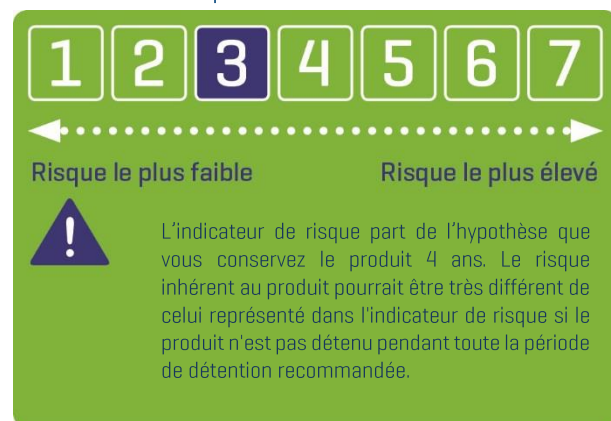 1 2 3 4 5 6 7
Risque le plus faible Risque le plus élevé
!
L'indicateur de risque part de l'hypothèse que
vous conservez le produit 4 ans. Le risque
inhérent au produit pourrait être très différent de
celui représenté dans l'indicateur de risque si le
produit n'est pas détenu pendant toute la période
de détention recommandée.